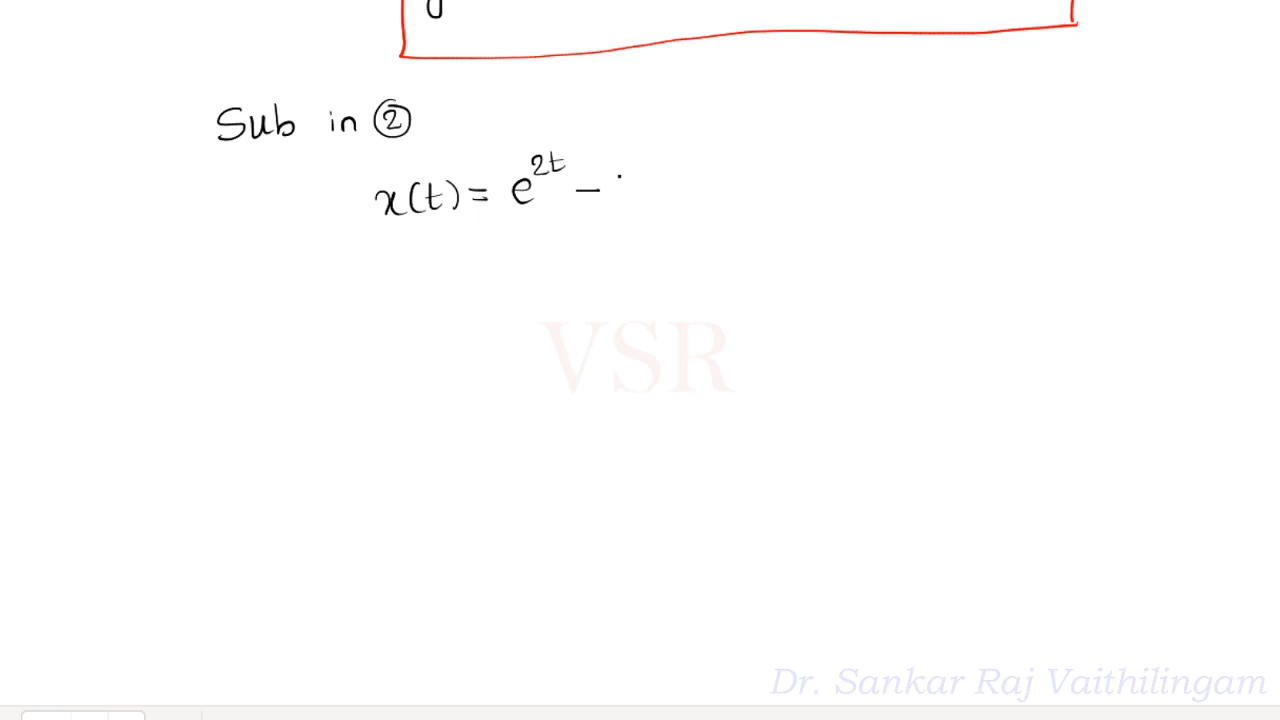 Sub in ②
x(t) = e^{2t} -
VSR
Dr. Sankar Raj Vaithilingam